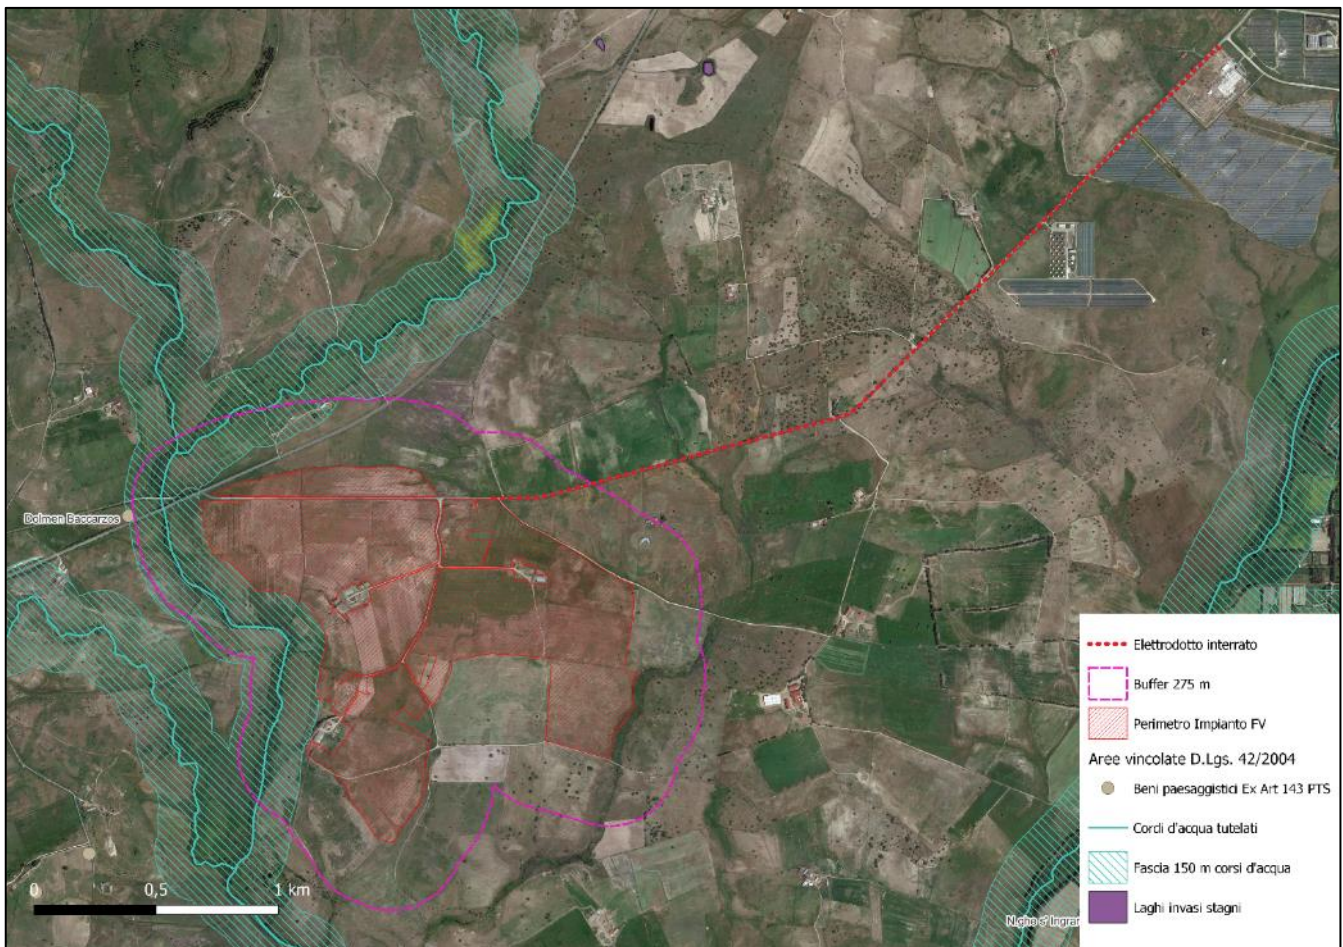 Dolmen Baccarzos
Elettrodotto interrato
Buffer 275 m
Perimetro Impianto FV
Aree vincolate D.Lgs. 42/2004
Beni paesaggistici Ex Art 143 PTS
Cordi d'acqua tutelati
Fascia 150 m corsi d'acqua
Laghi invasi stagni
0 0,5 1 km